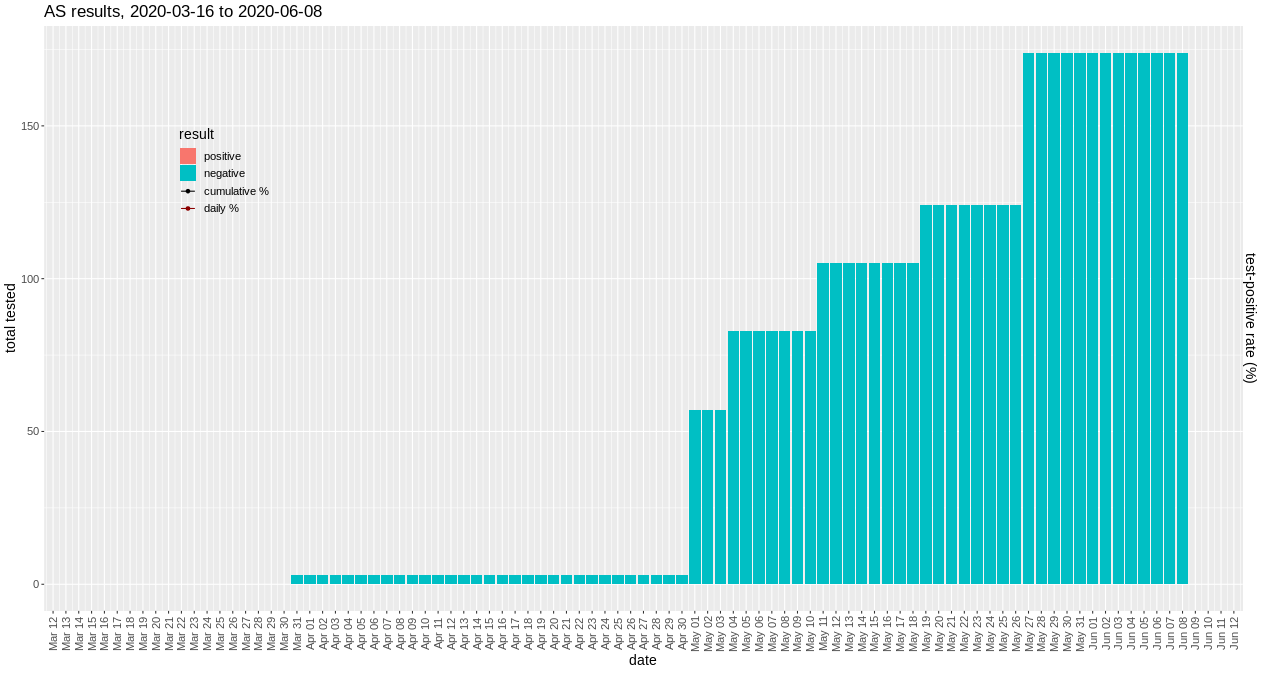 AS results, 2020-03-16 to 2020-06-08
total tested
150
100
50
0
result
positive
negative
cumulative %
daily %
test-positive rate (%)
Mar 12
Mar 13
Mar 14
Mar 15
Mar 16
Mar 17
Mar 18
Mar 19
Mar 20
Mar 21
Mar 22
Mar 23
Mar 24
Mar 25
Mar 26
Mar 27
Mar 28
Mar 29
Mar 30
Mar 31
Apr 01
Apr 02
Apr 03
Apr 04
Apr 05
Apr 06
Apr 07
Apr 08
Apr 09
Apr 10
Apr 11
Apr 12
Apr 13
Apr 14
Apr 15
Apr 16
Apr 17
Apr 18
Apr 19
Apr 20
Apr 21
Apr 22
Apr 23
Apr 24
Apr 25
Apr 26
Apr 27
Apr 28
Apr 29
Apr 30
May 01
May 02
May 03
May 04
May 05
May 06
May 07
May 08
May 09
May 10
May 11
May 12
May 13
May 14
May 15
May 16
May 17
May 18
May 19
May 20
May 21
May 22
May 23
May 24
May 25
May 26
May 27
May 28
May 29
May 30
May 31
Jun 01
Jun 02
Jun 03
Jun 04
Jun 05
Jun 06
Jun 07
Jun 08
Jun 09
Jun 10
Jun 11
Jun 12
date